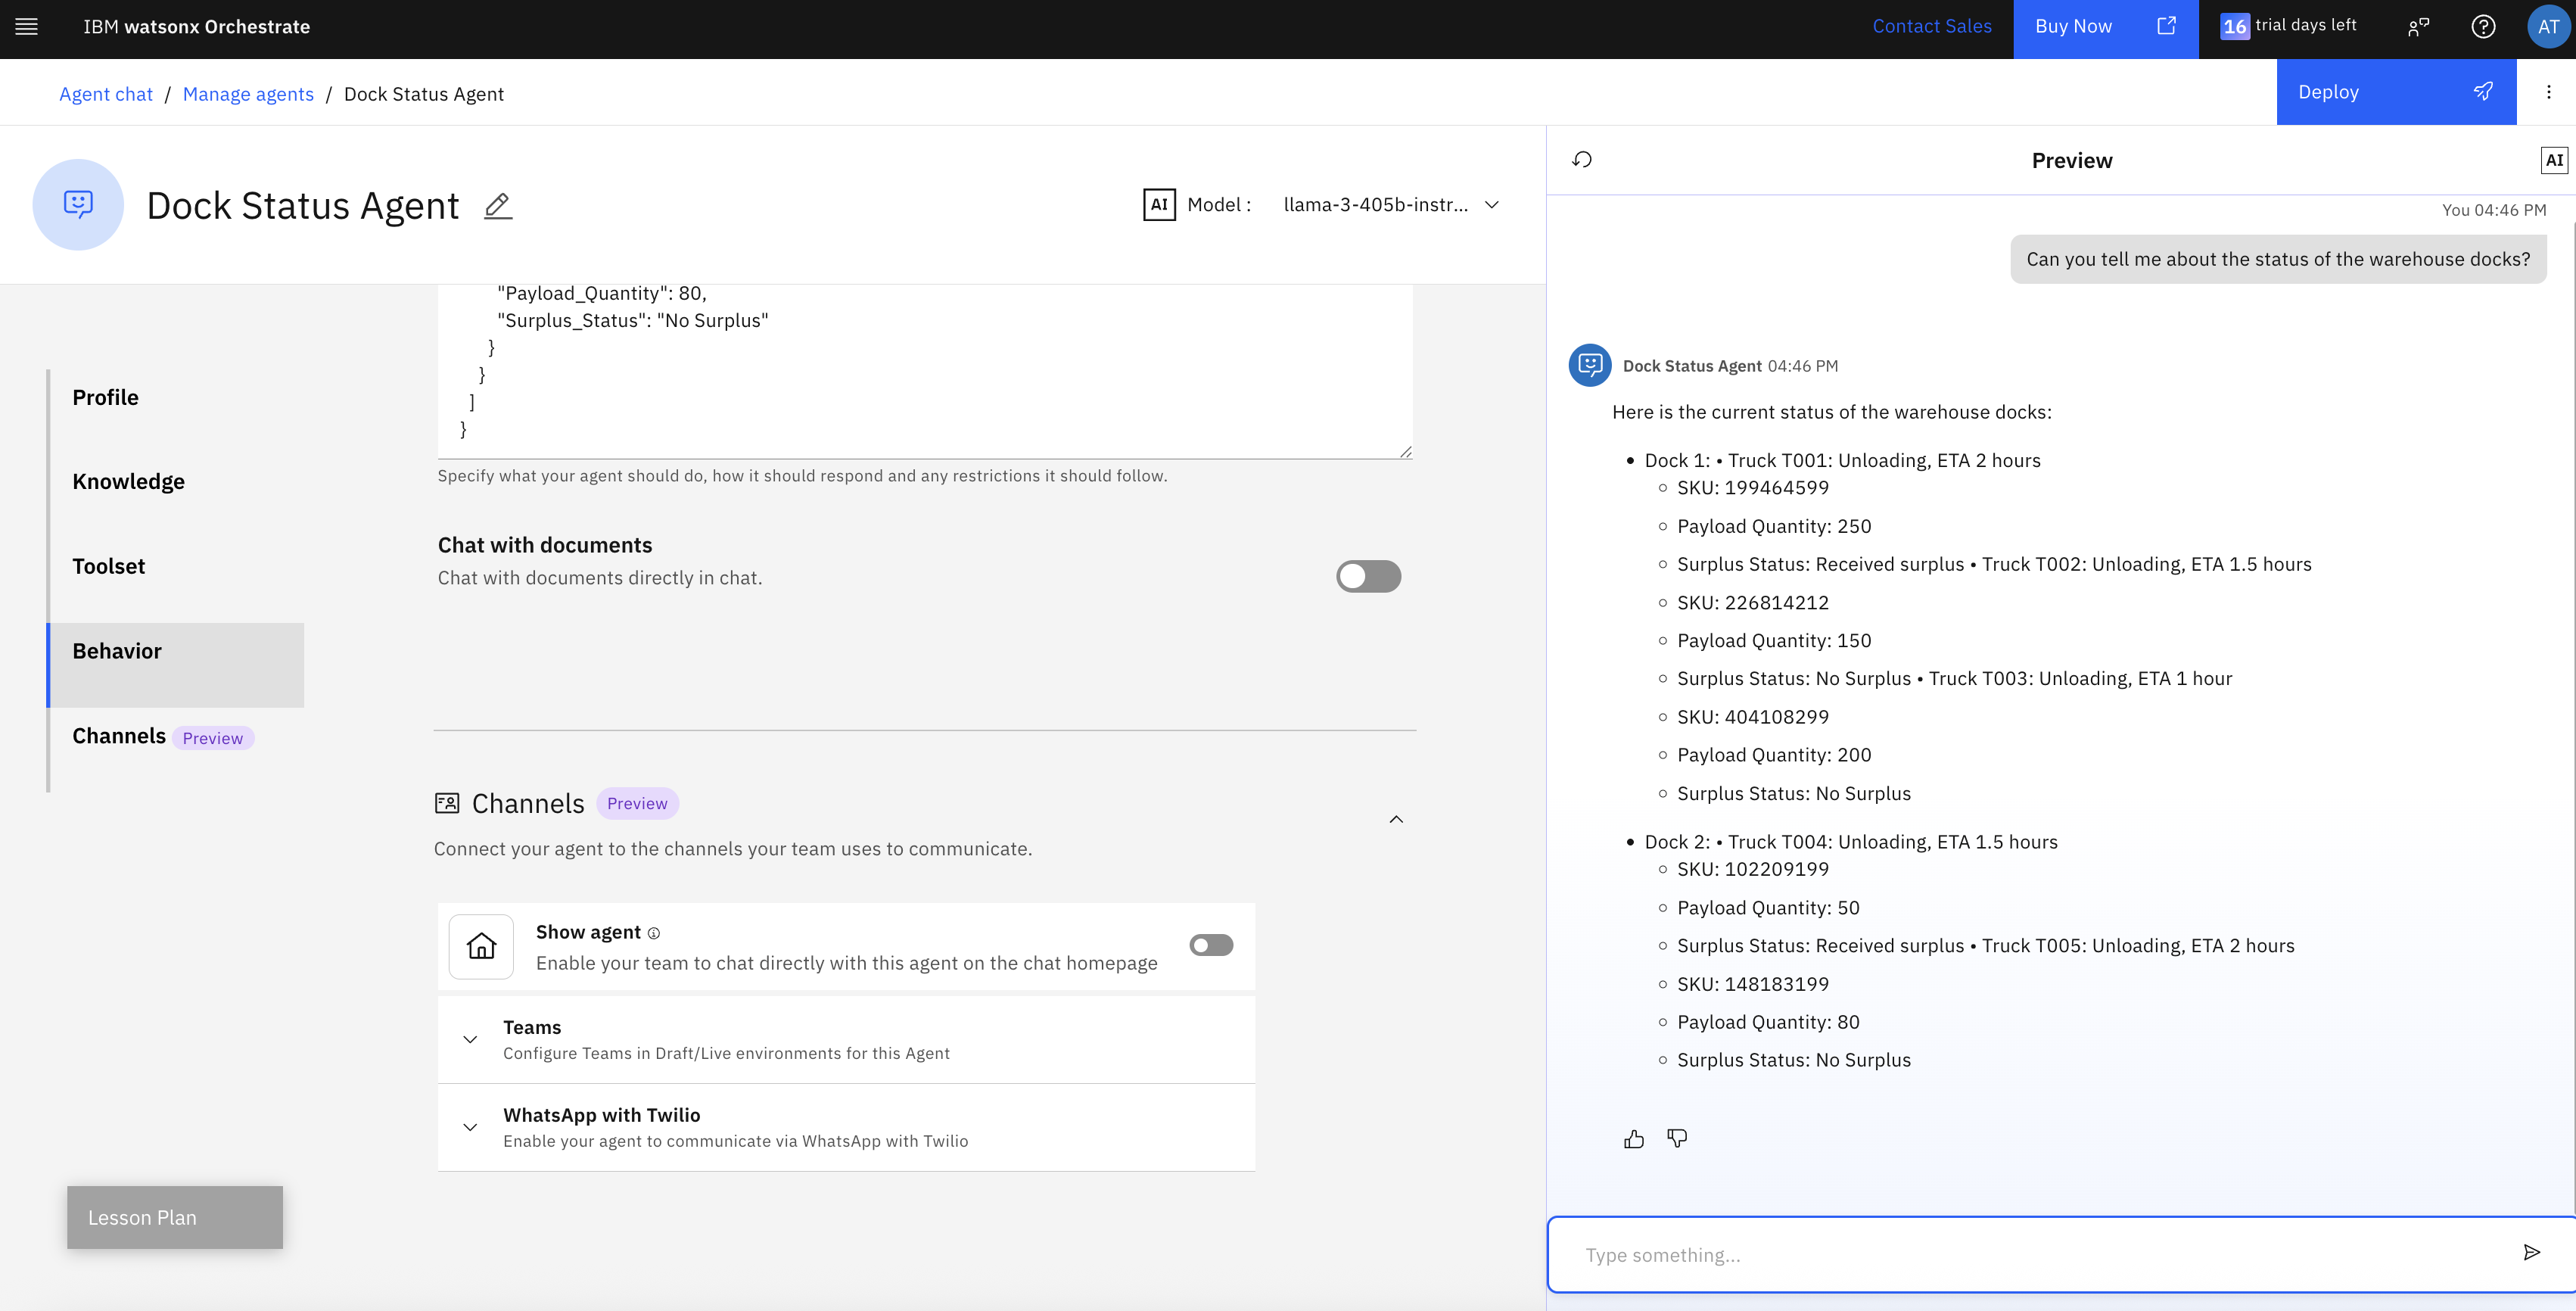 IBM watsonx Orchestrate
Contact Sales
Buy Now
16 trial days left
AT
Agent chat / Manage agents / Dock Status Agent
Deploy
Dock Status Agent
AI Model : llama-3-405b-instr...
Profile
Knowledge
Toolset
Behavior
Channels Preview
Lesson Plan
"Payload_Quantity": 80,
"Surplus_Status": "No Surplus"
}
}
]
}
Specify what your agent should do, how it should respond and any restrictions it should follow.
Chat with documents
Chat with documents directly in chat.
Channels Preview
Connect your agent to the channels your team uses to communicate.
Show agent
Enable your team to chat directly with this agent on the chat homepage
Teams
Configure Teams in Draft/Live environments for this Agent
WhatsApp with Twilio
Enable your agent to communicate via WhatsApp with Twilio
Preview
AI
You 04:46 PM
Can you tell me about the status of the warehouse docks?
Dock Status Agent 04:46 PM
Here is the current status of the warehouse docks:
• Dock 1: • Truck T001: Unloading, ETA 2 hours
◦ SKU: 199464599
◦ Payload Quantity: 250
◦ Surplus Status: Received surplus • Truck T002: Unloading, ETA 1.5 hours
◦ SKU: 226814212
◦ Payload Quantity: 150
◦ Surplus Status: No Surplus • Truck T003: Unloading, ETA 1 hour
◦ SKU: 404108299
◦ Payload Quantity: 200
◦ Surplus Status: No Surplus
• Dock 2: • Truck T004: Unloading, ETA 1.5 hours
◦ SKU: 102209199
◦ Payload Quantity: 50
◦ Surplus Status: Received surplus • Truck T005: Unloading, ETA 2 hours
◦ SKU: 148183199
◦ Payload Quantity: 80
◦ Surplus Status: No Surplus
Type something...